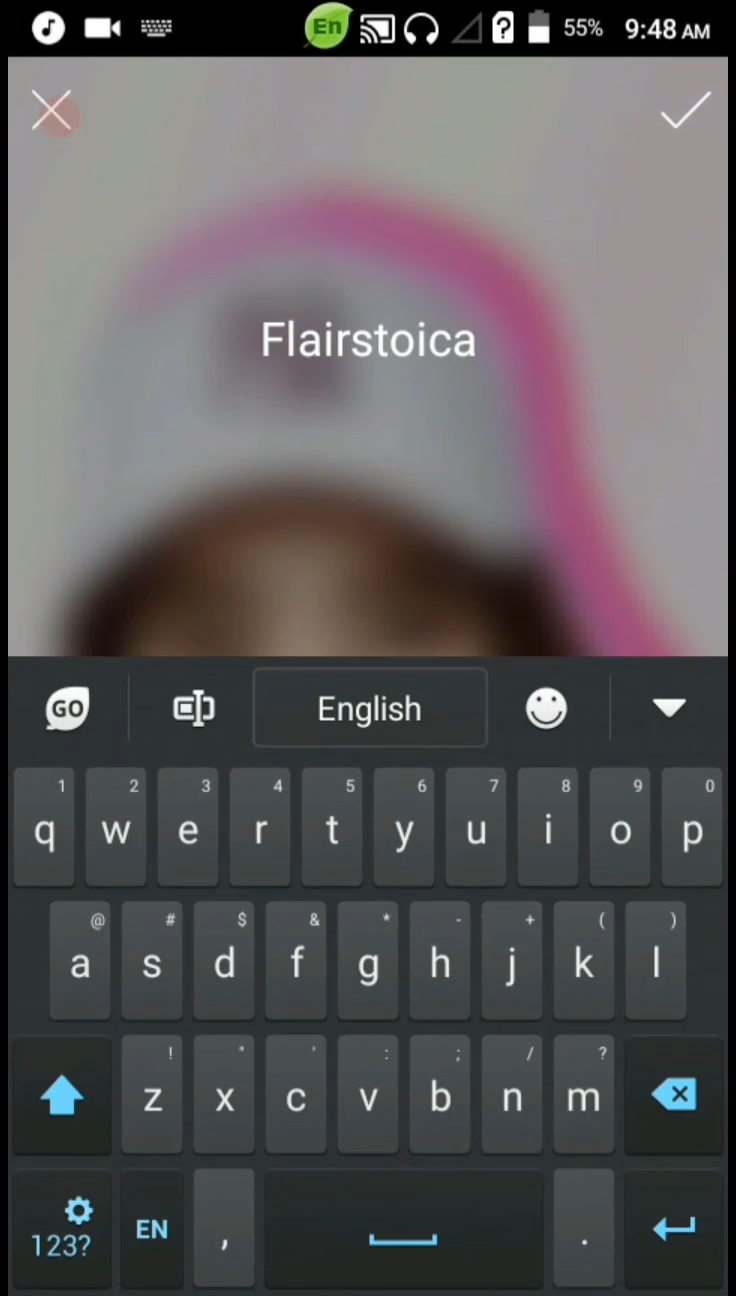 En 55% 9:48 AM
Flairstoica
GO English
1 2 3 4 5 6 7 8 9 0
q w e r t y u i o p
@ # $ & * - + ( )
a s d f g h j k l
! " ' : ; / ?
z x c v b n m
123? EN , .